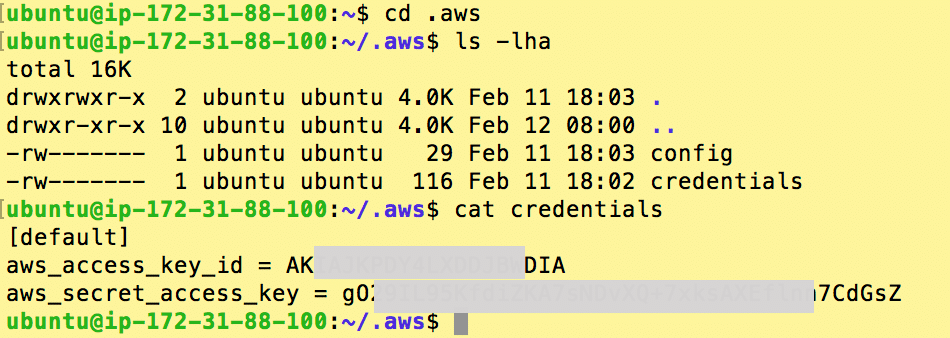 [ubuntu@ip-172-31-88-100:~$ cd .aws
[ubuntu@ip-172-31-88-100:~/.aws$ ls -lha
total 16K
drwxrwxr-x  2 ubuntu ubuntu 4.0K Feb 11 18:03 .
drwxr-xr-x 10 ubuntu ubuntu 4.0K Feb 12 08:00 ..
-rw-------  1 ubuntu ubuntu   29 Feb 11 18:03 config
-rw-------  1 ubuntu ubuntu  116 Feb 11 18:02 credentials
[ubuntu@ip-172-31-88-100:~/.aws$ cat credentials
[default]
aws_access_key_id = AK DIA
aws_secret_access_key = gO 7CdGsZ
ubuntu@ip-172-31-88-100:~/.aws$